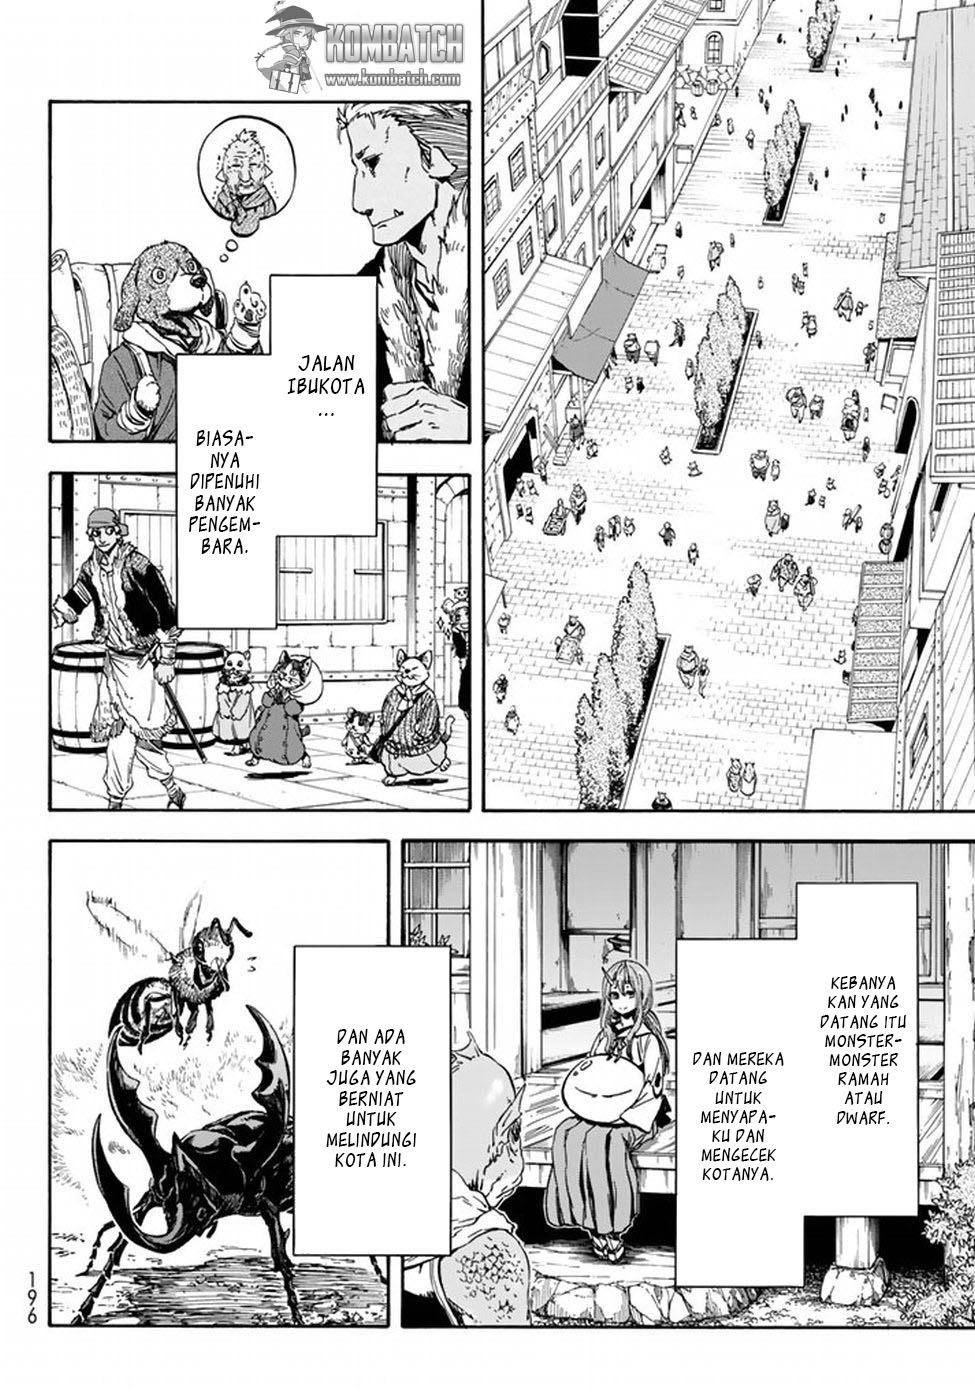 KOMBATCH
www.kombatch.com
JALAN
IBUKOTA
...
BIASA-
NYA
DIPENUHI
BANYAK
PENGEM-
BARA.
KEBANYA
KAN YANG
DATANG ITU
MONSTER-
MONSTER
RAMAH
ATAU
DWARF.
DAN MEREKA
DATANG
UNTUK
MENYAPA-
KU DAN
MENGECEK
KOTANYA.
DAN ADA
BANYAK
JUGA YANG
BERNIAT
UNTUK
MELINDUNGI
KOTA INI.
196